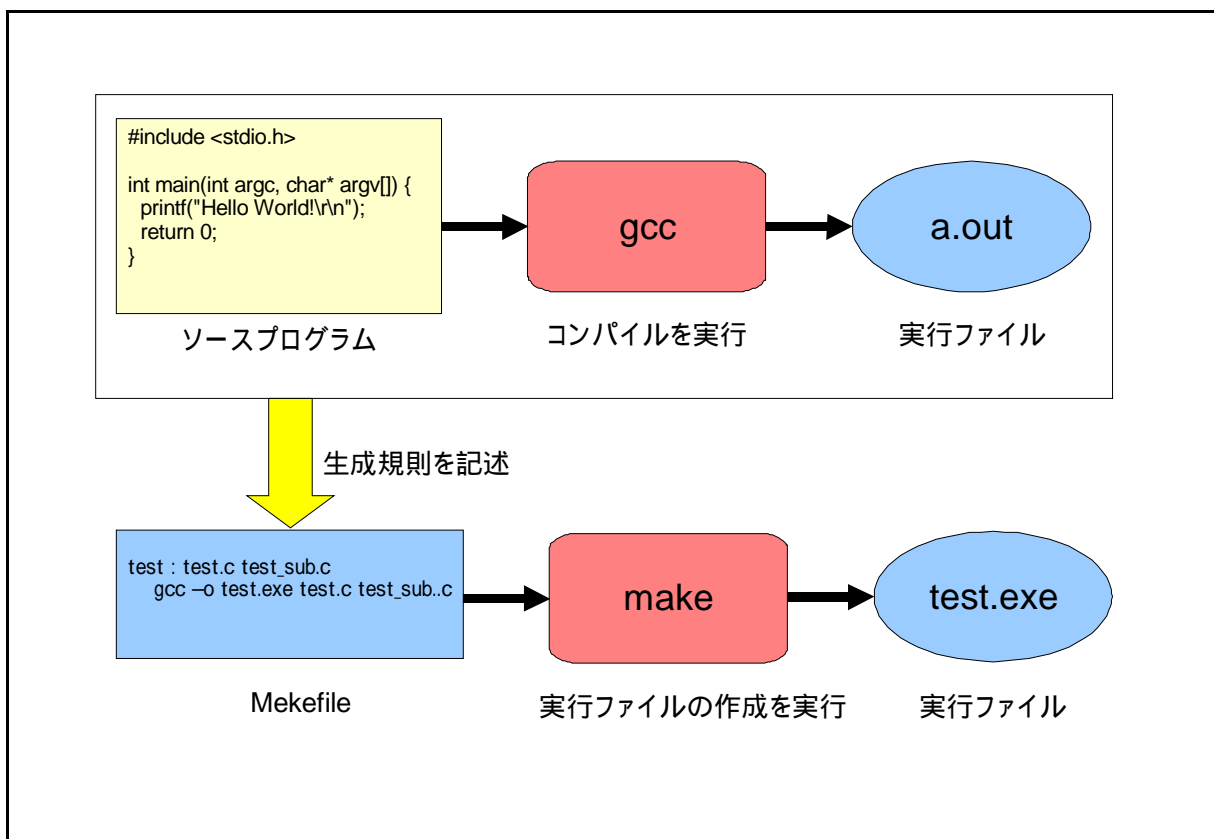 #include <stdio.h>
int main(int argc, char* argv[]) {
printf("Hello World!\r\n");
return 0;
}
gcc
a.out
ソースプログラム
コンパイルを実行
実行ファイル
生成規則を記述
test : test.c test_sub.c
gcc –o test.exe test.c test_sub..c
make
test.exe
Mekefile
実行ファイルの作成を実行
実行ファイル